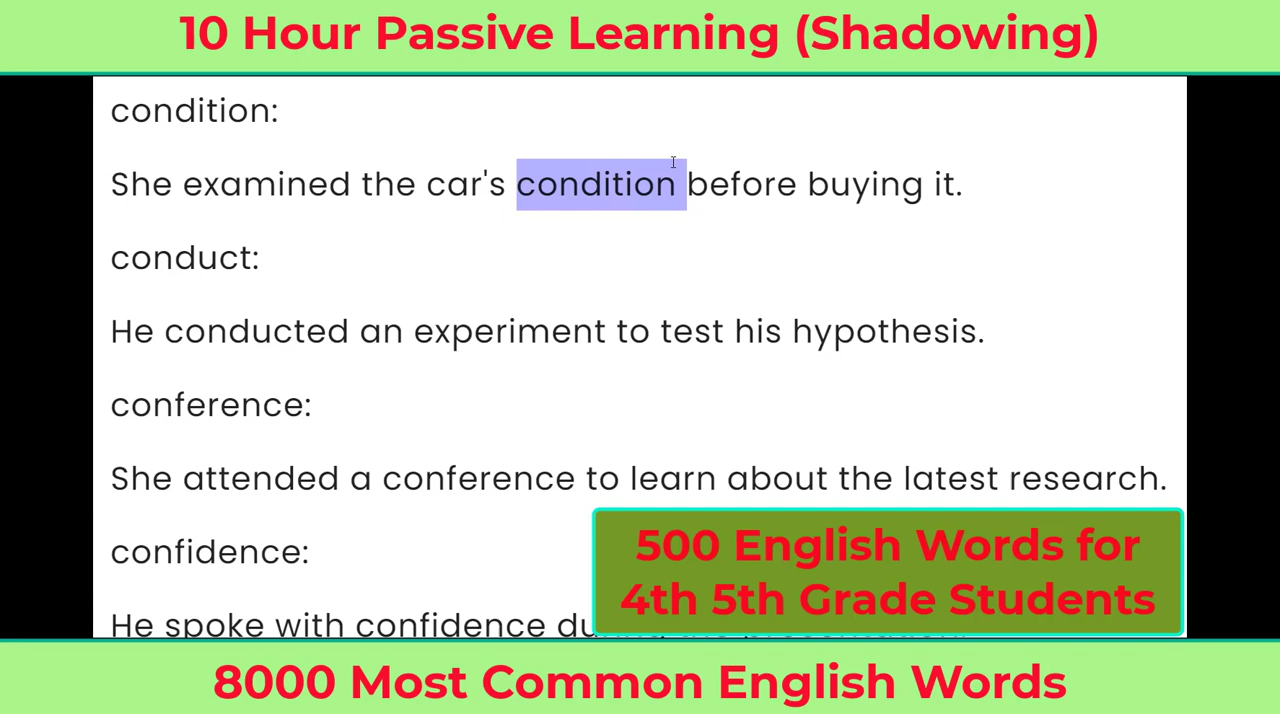 10 Hour Passive Learning (Shadowing)
condition:
She examined the car's condition before buying it.
conduct:
He conducted an experiment to test his hypothesis.
conference:
She attended a conference to learn about the latest research.
confidence:
He spoke with confidence
500 English Words for
4th 5th Grade Students
8000 Most Common English Words